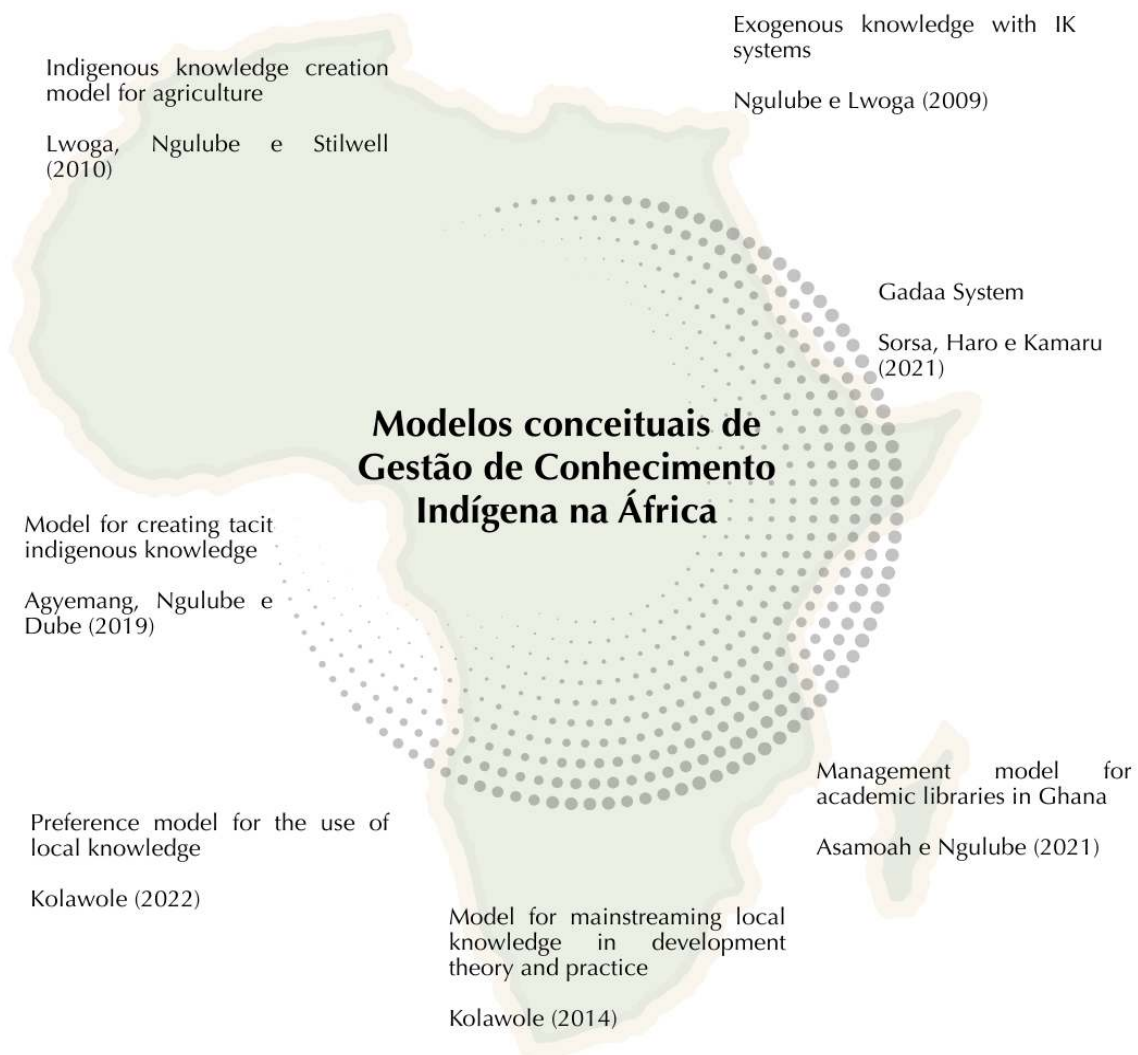 Exogenous knowledge with IK
systems
Ngulube e Lwoga (2009)
Indigenous knowledge creation
model for agriculture
Lwoga, Ngulube e Stilwell
(2010)
Gadaa System
Sorsa, Haro e Kamaru
(2021)
Modelos conceituais de
Gestão de Conhecimento
Indígena na África
Model for creating tacit
indigenous knowledge
Agyemang, Ngulube e
Dube (2019)
Management model for
academic libraries in Ghana
Asamoah e Ngulube (2021)
Preference model for the use of
local knowledge
Kolawole (2022)
Model for mainstreaming local
knowledge in development
theory and practice
Kolawole (2014)